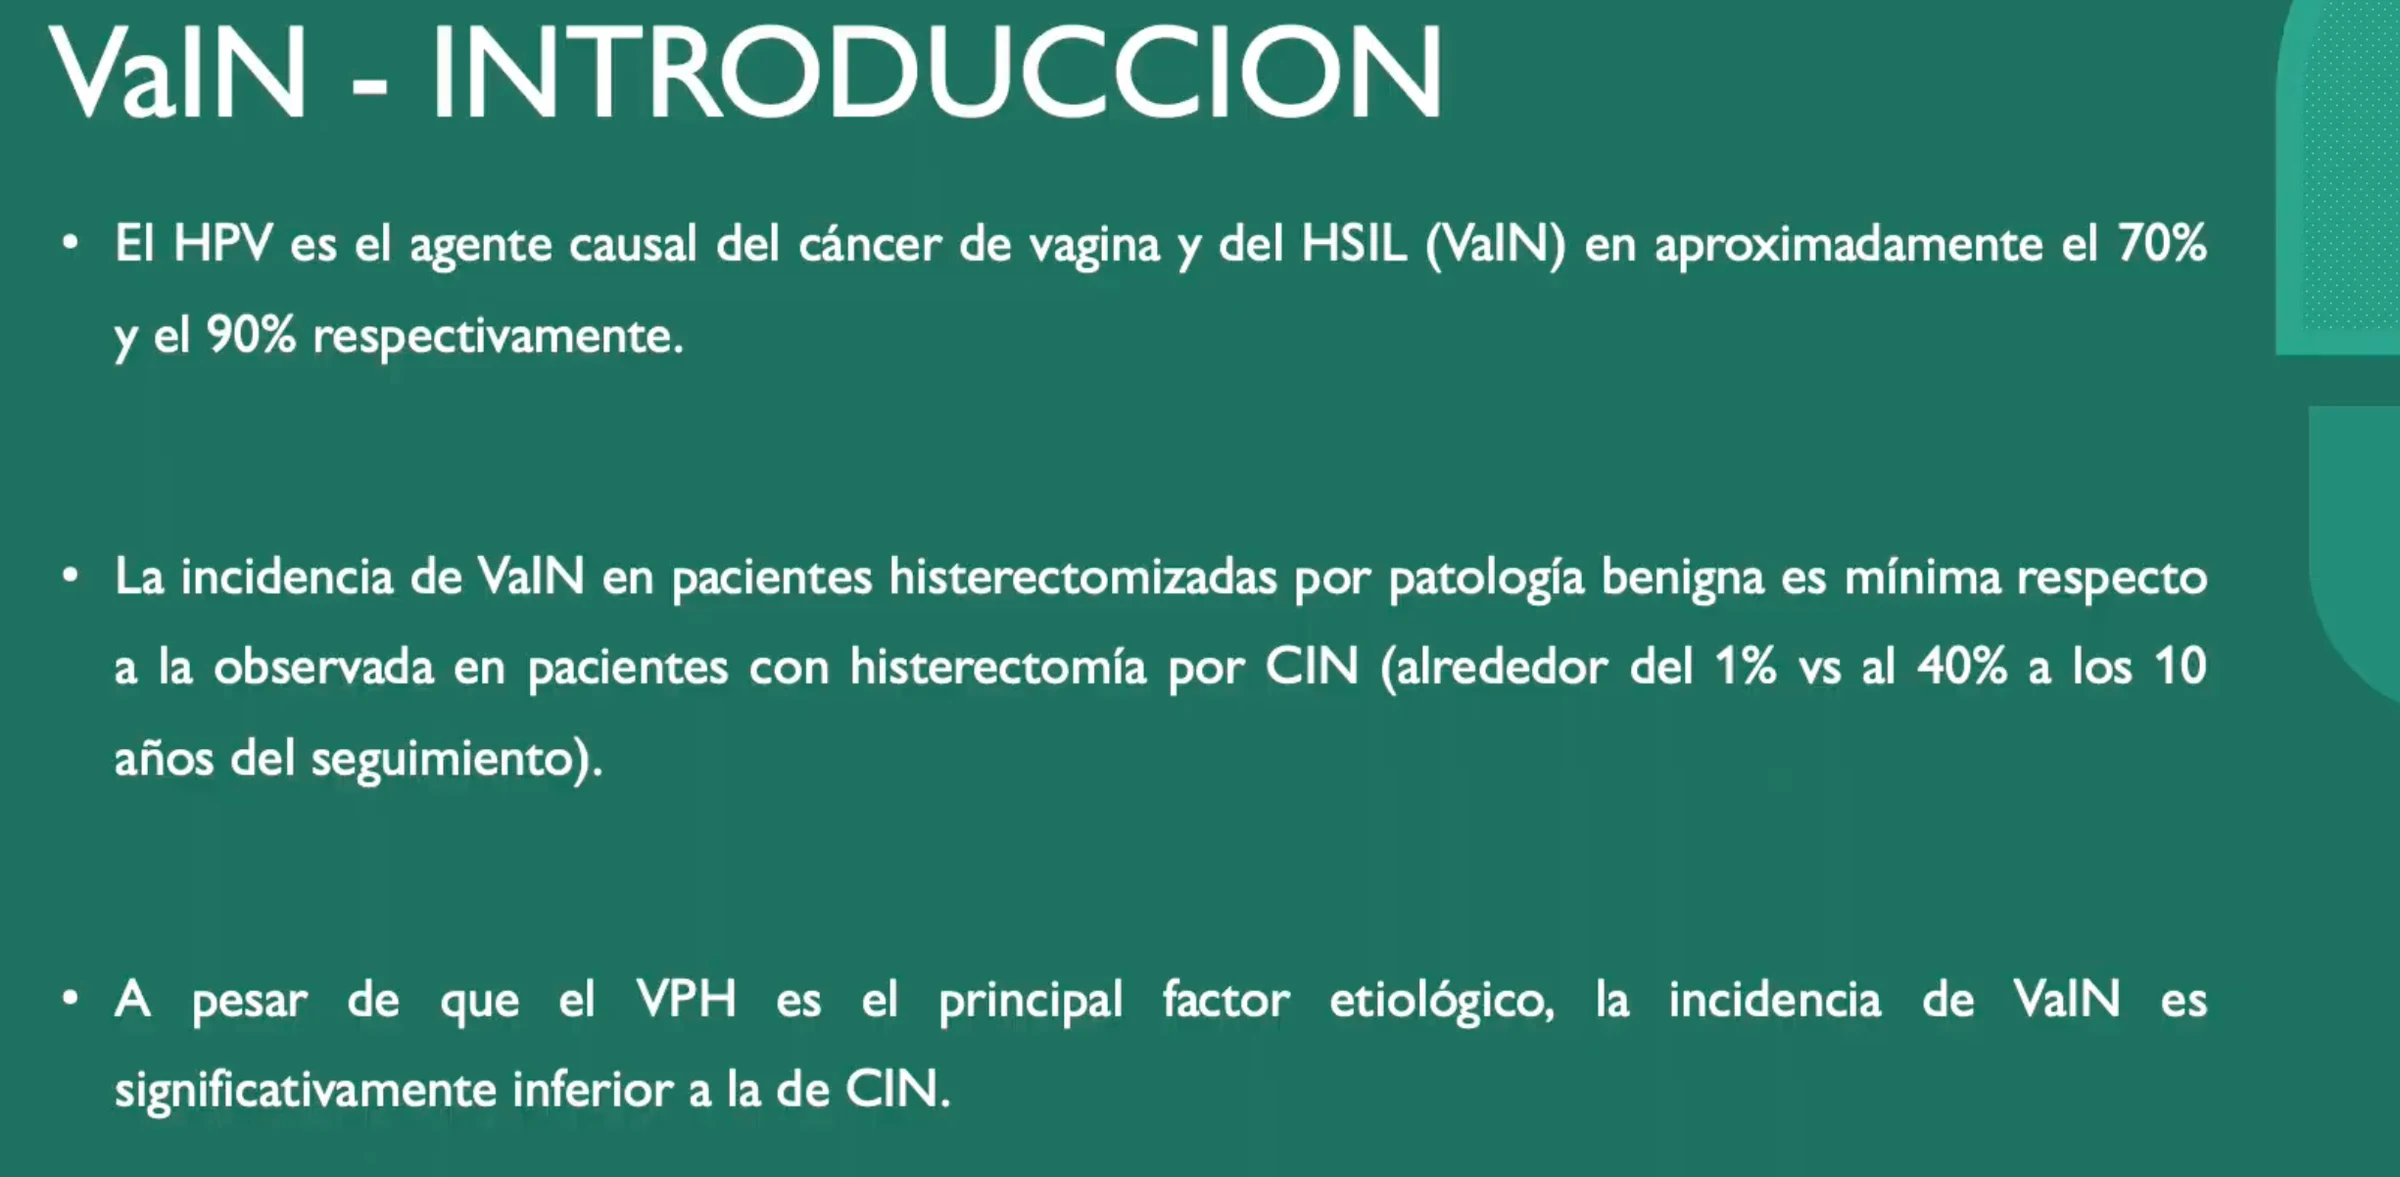 VaIN - INTRODUCCION
• El HPV es el agente causal del cáncer de vagina y del HSIL (VaIN) en aproximadamente el 70%
y el 90% respectivamente.
• La incidencia de VaIN en pacientes histerectomizadas por patología benigna es mínima respecto
a la observada en pacientes con histerectomía por CIN (alrededor del 1% vs al 40% a los 10
años del seguimiento).
• A pesar de que el VPH es el principal factor etiológico, la incidencia de VaIN es
significativamente inferior a la de CIN.